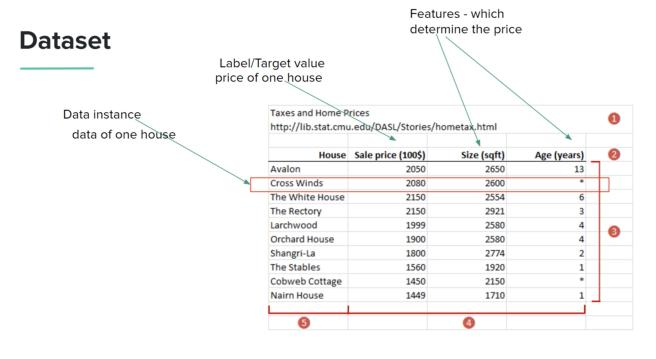 Dataset
Features - which
determine the price
Label/Target value
price of one house
Data instance
data of one house
Taxes and Home Prices
http://lib.stat.cmu.edu/DASL/Stories/hometax.html
1
House Sale price (100$) Size (sqft) Age (years) 2
Avalon 2050 2650 13
Cross Winds 2080 2600 *
The White House 2150 2554 6
The Rectory 2150 2921 3
Larchwood 1999 2580 4
3
Orchard House 1900 2580 4
Shangri-La 1800 2774 2
The Stables 1560 1920 1
Cobweb Cottage 1450 2150 *
Nairn House 1449 1710 1
5 4